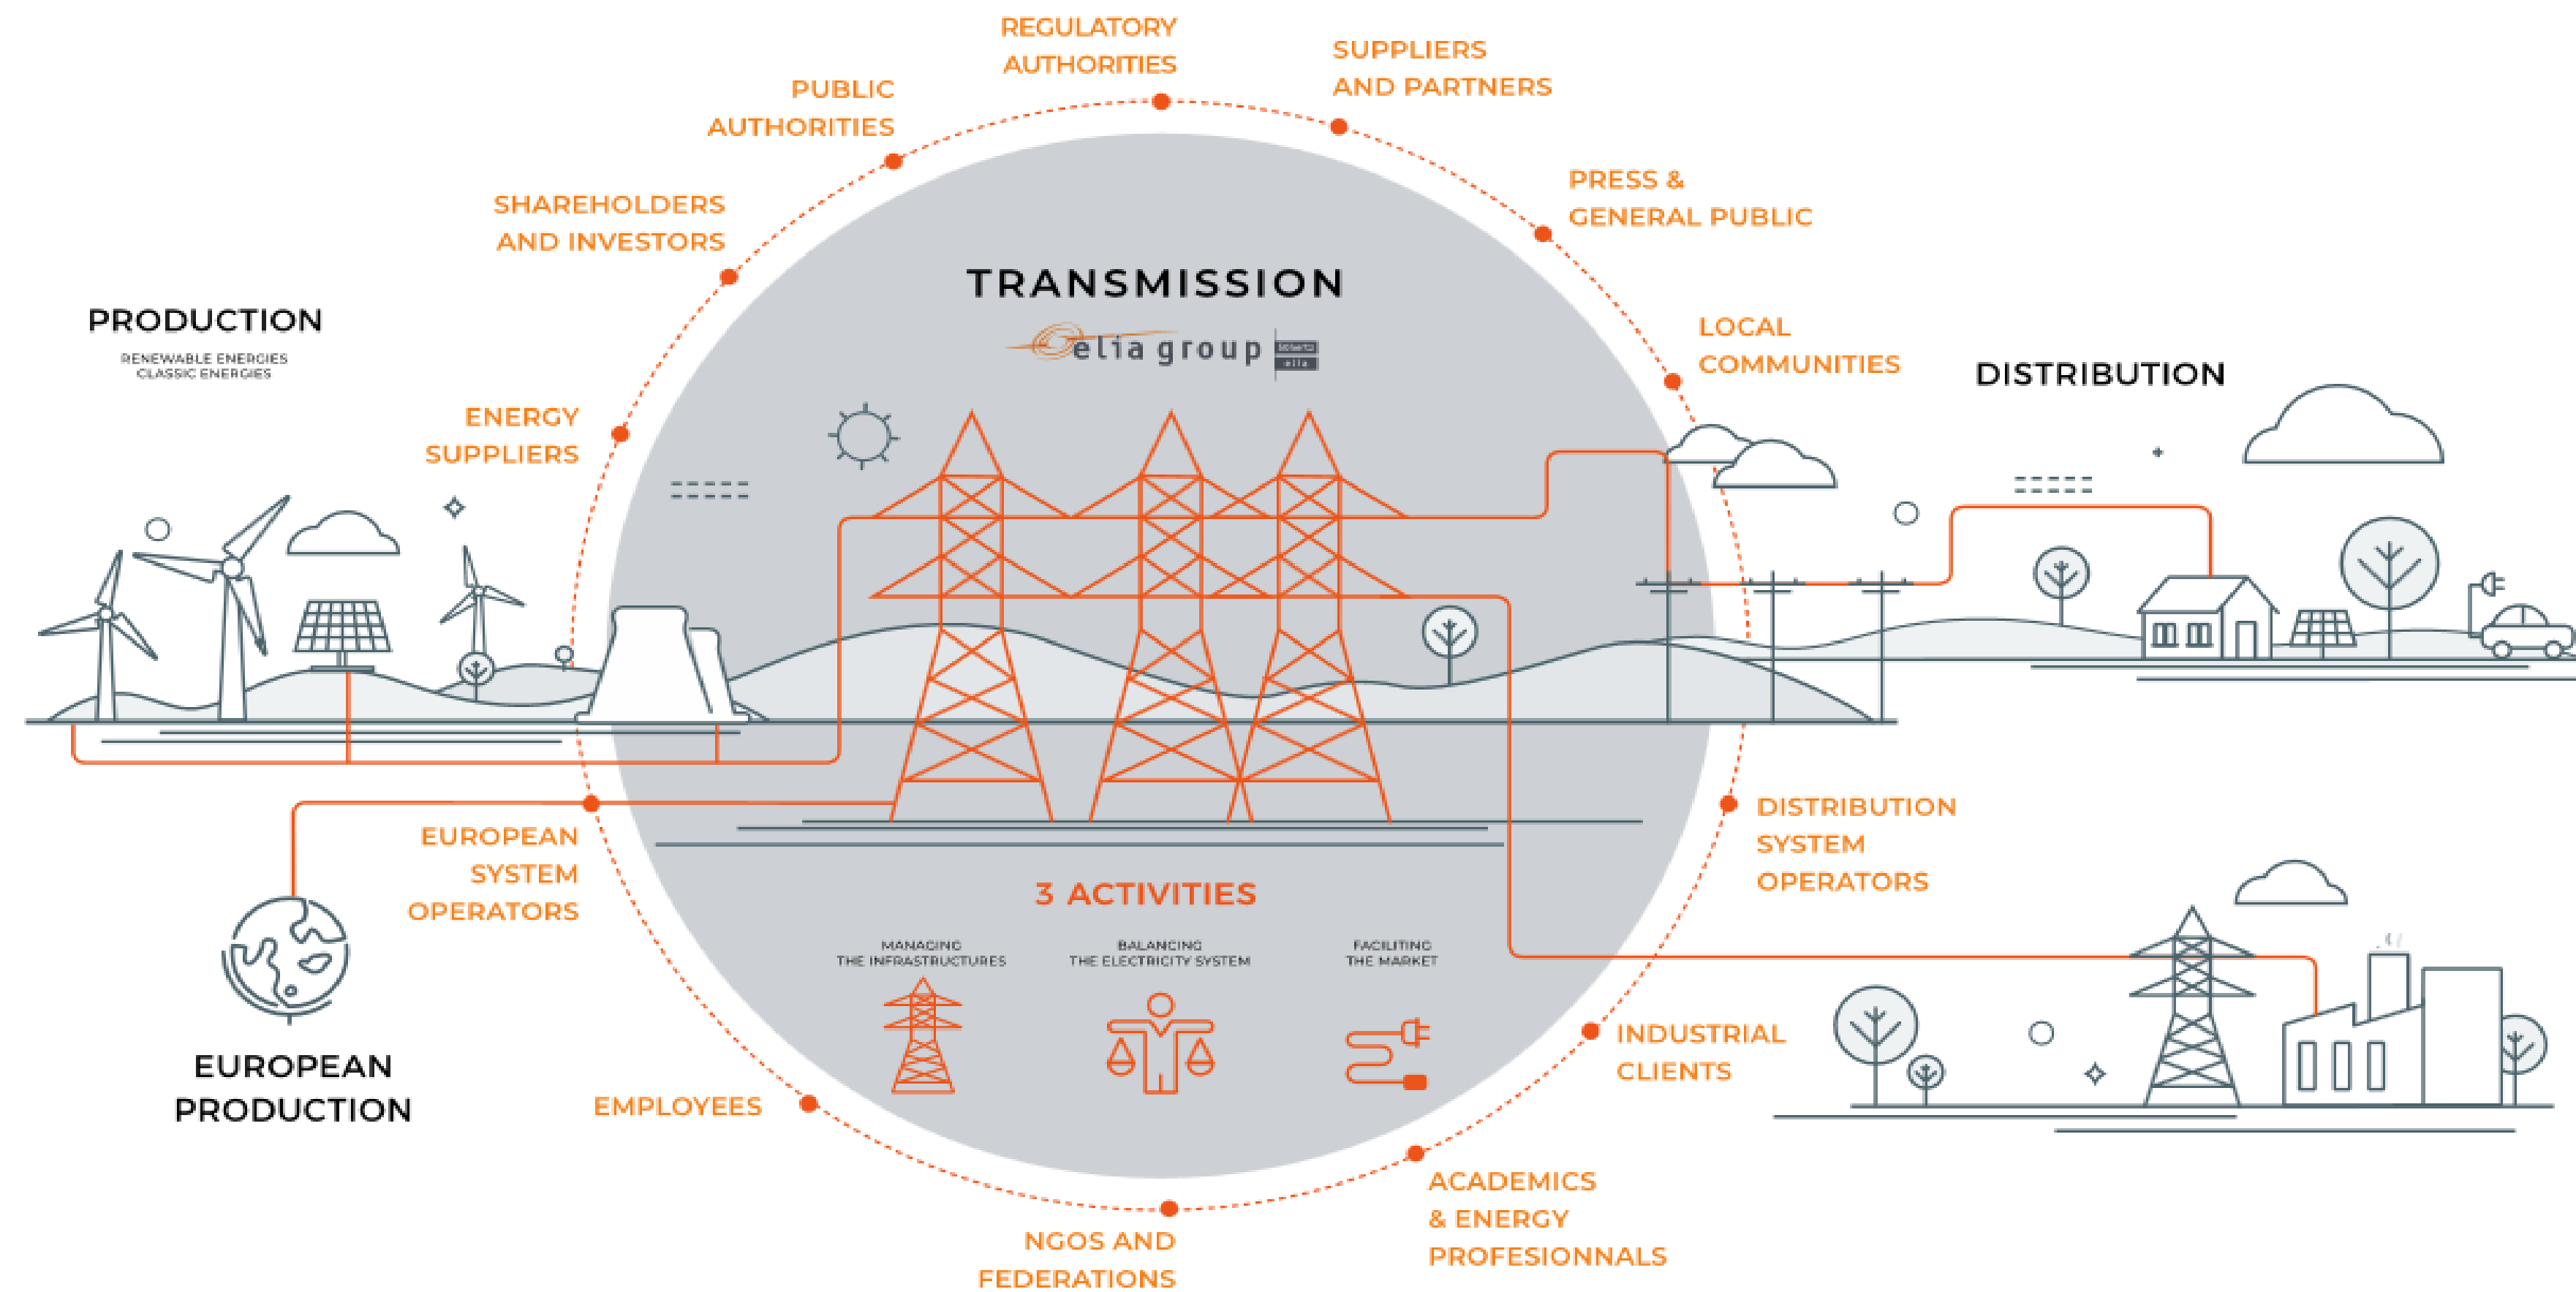 REGULATORY
AUTHORITIES
SUPPLIERS
AND PARTNERS
PUBLIC
AUTHORITIES
PRESS &
GENERAL PUBLIC
SHAREHOLDERS
AND INVESTORS
TRANSMISSION
elia group
elia
PRODUCTION
RENEWABLE ENERGIES
CLASSIC ENERGIES
LOCAL
COMMUNITIES
DISTRIBUTION
ENERGY
SUPPLIERS
EUROPEAN
SYSTEM
OPERATORS
DISTRIBUTION
SYSTEM
OPERATORS
3 ACTIVITIES
MANAGING
THE INFRASTRUCTURES
BALANCING
THE ELECTRICITY SYSTEM
FACILITING
THE MARKET
EUROPEAN
PRODUCTION
INDUSTRIAL
CLIENTS
EMPLOYEES
ACADEMICS
& ENERGY
PROFESIONNALS
NGOS AND
FEDERATIONS